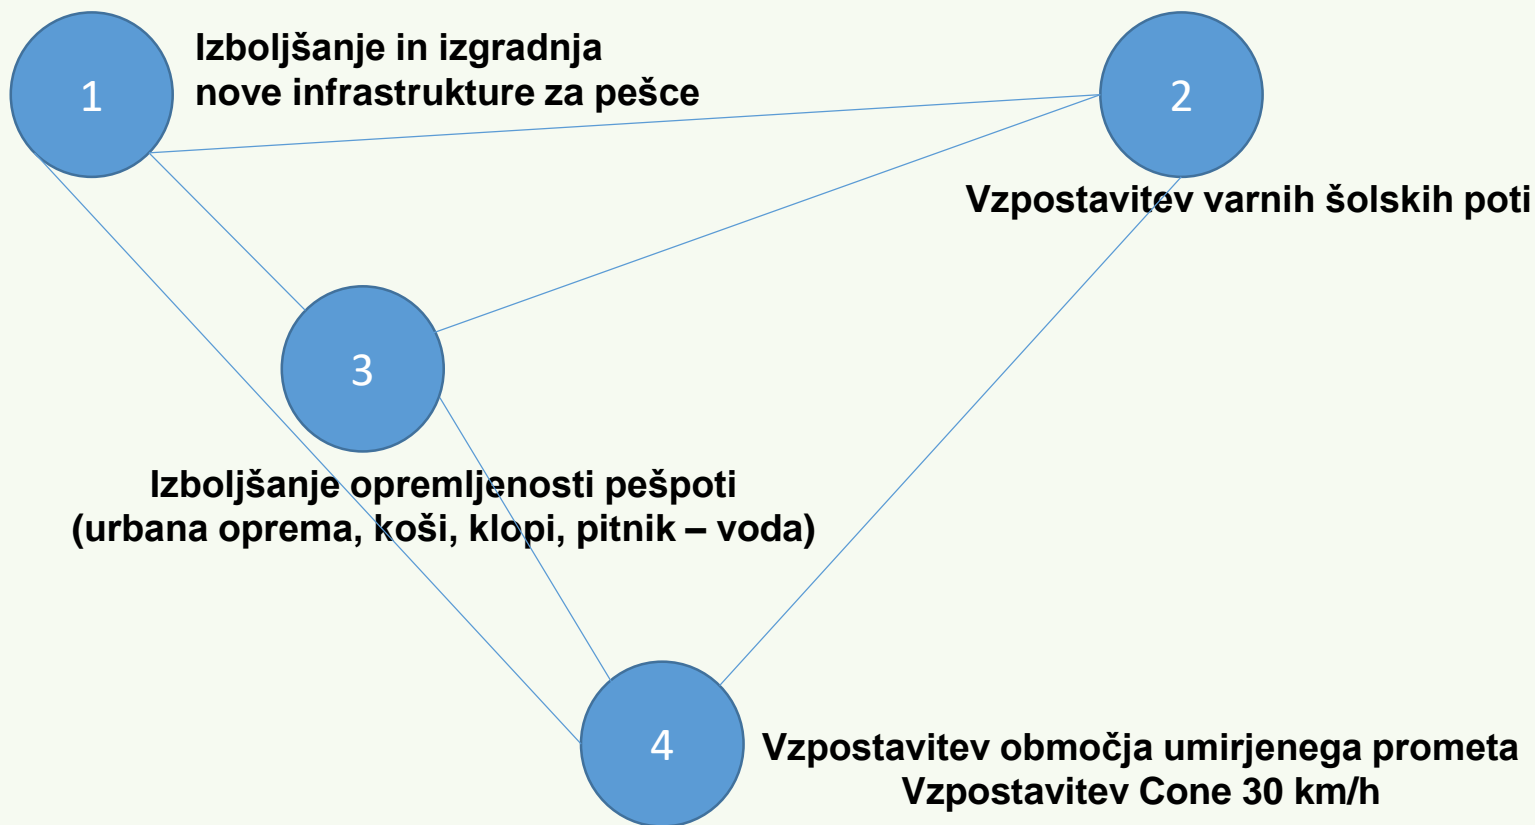 1
Izboljšanje in izgradnja
nove infrastrukture za pešce
2
Vzpostavitev varnih šolskih poti
3
Izboljšanje opremljenosti pešpoti
(urbana oprema, koši, klopi, pitnik – voda)
4
Vzpostavitev območja umirjenega prometa
Vzpostavitev Cone 30 km/h